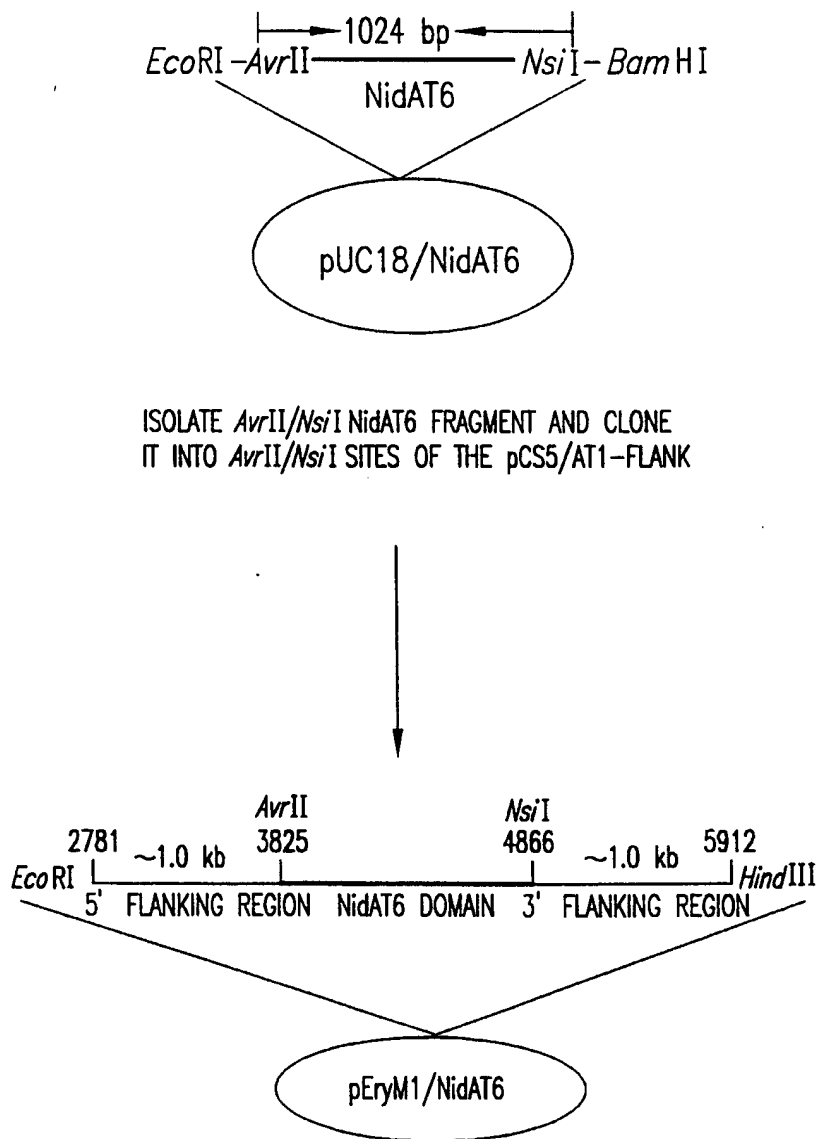 1024 bp
EcoRI-AvrII NsiI-BamHI
NidAT6
pUC18/NidAT6
ISOLATE AvrII/NsiI NidAT6 FRAGMENT AND CLONE
IT INTO AvrII/NsiI SITES OF THE pCS5/AT1-FLANK
AvrII NsiI
2781 ~1.0 kb 3825 4866 ~1.0 kb 5912
EcoRI HindIII
5' FLANKING REGION NidAT6 DOMAIN 3' FLANKING REGION
pEryM1/NidAT6